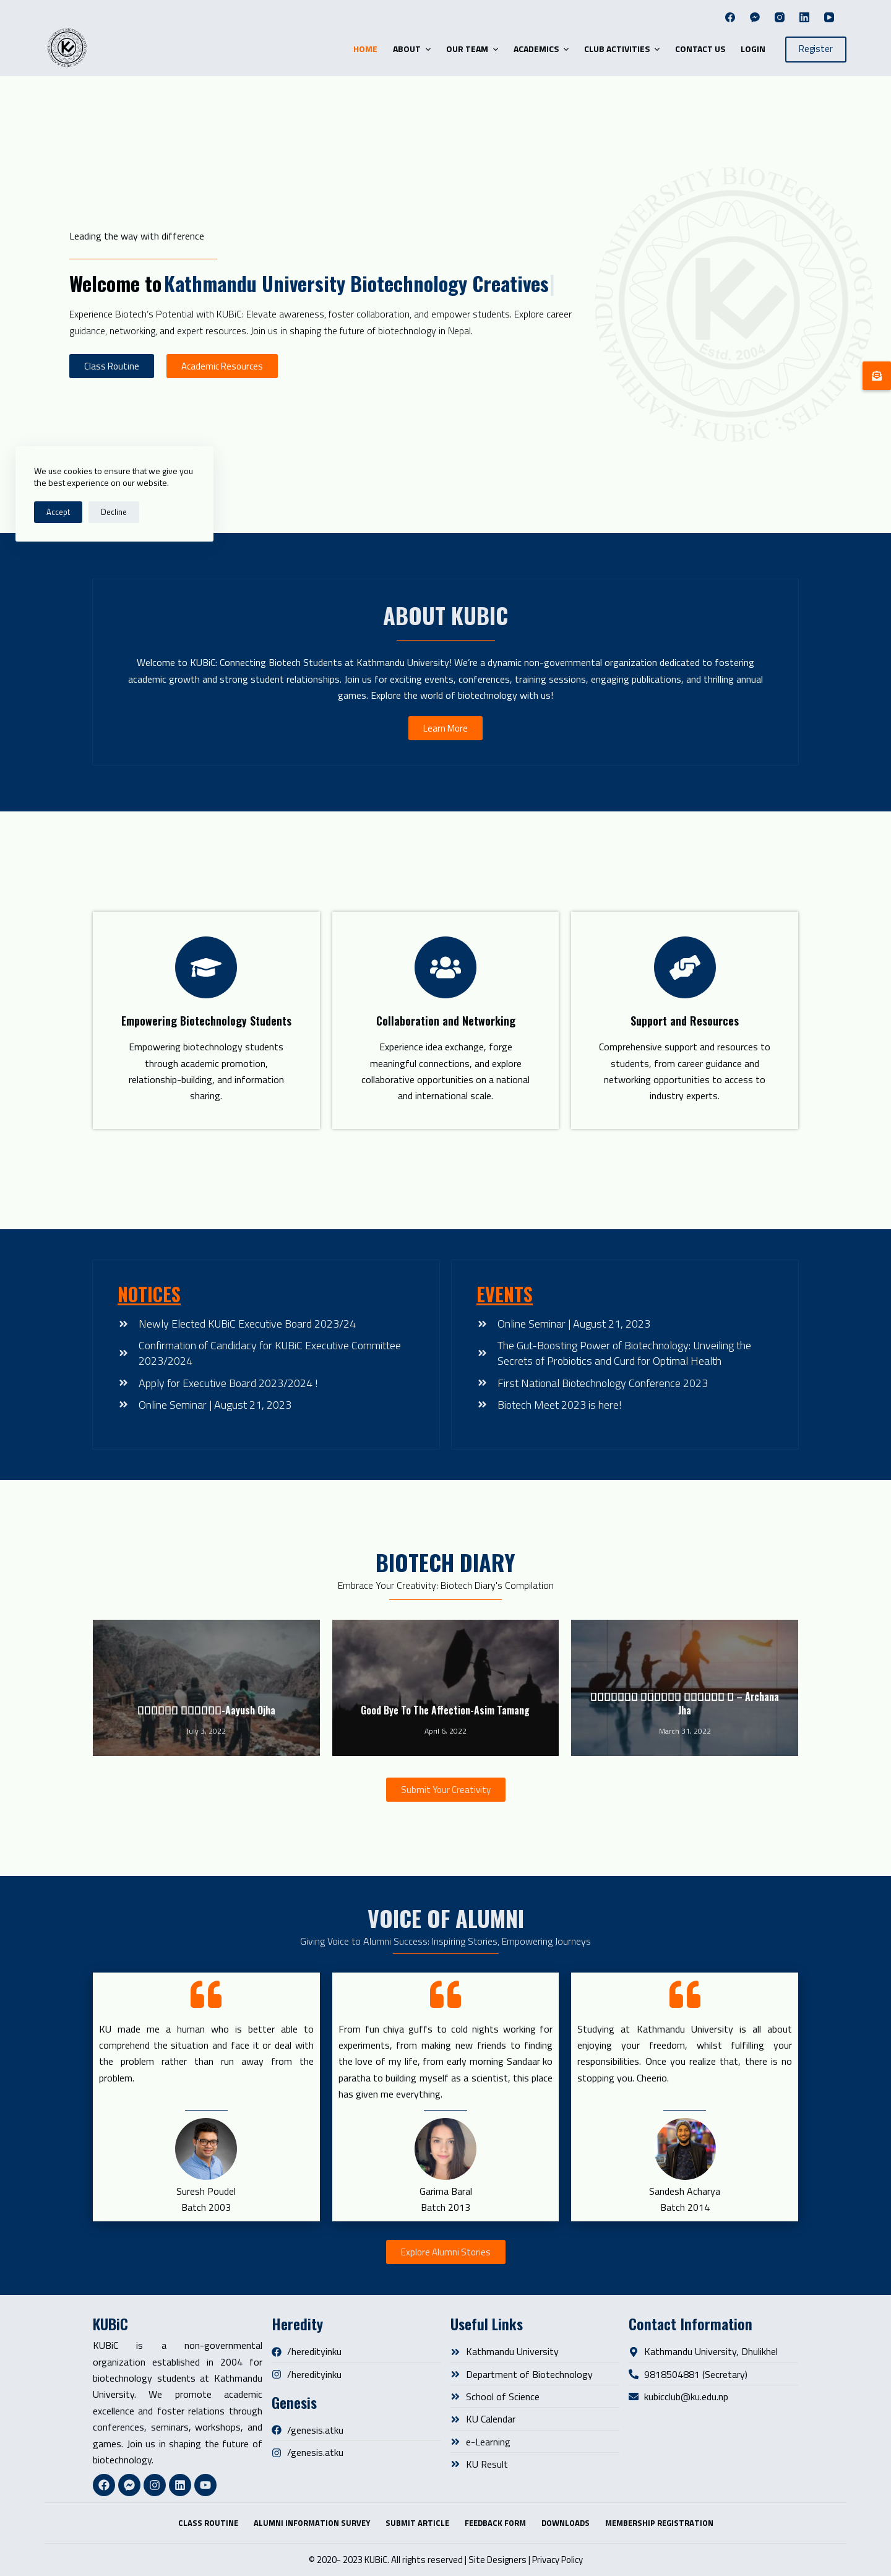 HOME ABOUT OUR TEAM ACADEMICS CLUB ACTIVITIES CONTACT US LOGIN Register
Leading the way with difference
Welcome to Kathmandu University Biotechnology Creatives
Experience Biotech's Potential with KUBiC: Elevate awareness, foster collaboration, and empower students. Explore career
guidance, networking, and expert resources. Join us in shaping the future of biotechnology in Nepal.
Class Routine Academic Resources
KATHMANDU UNIVERSITY BIOTECHNOLOGY CREATIVES
Estd. 2004
KUBiC
We use cookies to ensure that we give you
the best experience on our website.
Accept Decline
ABOUT KUBIC
Welcome to KUBiC: Connecting Biotech Students at Kathmandu University! We're a dynamic non-governmental organization dedicated to fostering
academic growth and strong student relationships. Join us for exciting events, conferences, training sessions, engaging publications, and thrilling annual
games. Explore the world of biotechnology with us!
Learn More
Empowering Biotechnology Students
Empowering biotechnology students
through academic promotion,
relationship-building, and information
sharing.
Collaboration and Networking
Experience idea exchange, forge
meaningful connections, and explore
collaborative opportunities on a national
and international scale.
Support and Resources
Comprehensive support and resources to
students, from career guidance and
networking opportunities to access to
industry experts.
NOTICES
Newly Elected KUBiC Executive Board 2023/24
Confirmation of Candidacy for KUBiC Executive Committee
2023/2024
Apply for Executive Board 2023/2024 !
Online Seminar | August 21, 2023
EVENTS
Online Seminar | August 21, 2023
The Gut-Boosting Power of Biotechnology: Unveiling the
Secrets of Probiotics and Curd for Optimal Health
First National Biotechnology Conference 2023
Biotech Meet 2023 is here!
BIOTECH DIARY
Embrace Your Creativity: Biotech Diary's Compilation
-Aayush Ojha
July 3, 2022
Good Bye To The Affection-Asim Tamang
April 6, 2022
– Archana
Jha
March 31, 2022
Submit Your Creativity
VOICE OF ALUMNI
Giving Voice to Alumni Success: Inspiring Stories, Empowering Journeys
KU made me a human who is better able to
comprehend the situation and face it or deal with
the problem rather than run away from the
problem.
Suresh Poudel
Batch 2003
From fun chiya guffs to cold nights working for
experiments, from making new friends to finding
the love of my life, from early morning Sandaar ko
paratha to building myself as a scientist, this place
has given me everything.
Garima Baral
Batch 2013
Studying at Kathmandu University is all about
enjoying your freedom, whilst fulfilling your
responsibilities. Once you realize that, there is no
stopping you. Cheerio.
Sandesh Acharya
Batch 2014
Explore Alumni Stories
KUBiC
KUBiC is a non-governmental
organization established in 2004 for
biotechnology students at Kathmandu
University. We promote academic
excellence and foster relations through
conferences, seminars, workshops, and
games. Join us in shaping the future of
biotechnology.
Heredity
/heredityinku
/heredityinku
Genesis
/genesis.atku
/genesis.atku
Useful Links
Kathmandu University
Department of Biotechnology
School of Science
KU Calendar
e-Learning
KU Result
Contact Information
Kathmandu University, Dhulikhel
9818504881 (Secretary)
kubicclub@ku.edu.np
CLASS ROUTINE ALUMNI INFORMATION SURVEY SUBMIT ARTICLE FEEDBACK FORM DOWNLOADS MEMBERSHIP REGISTRATION
© 2020- 2023 KUBiC. All rights reserved | Site Designers | Privacy Policy